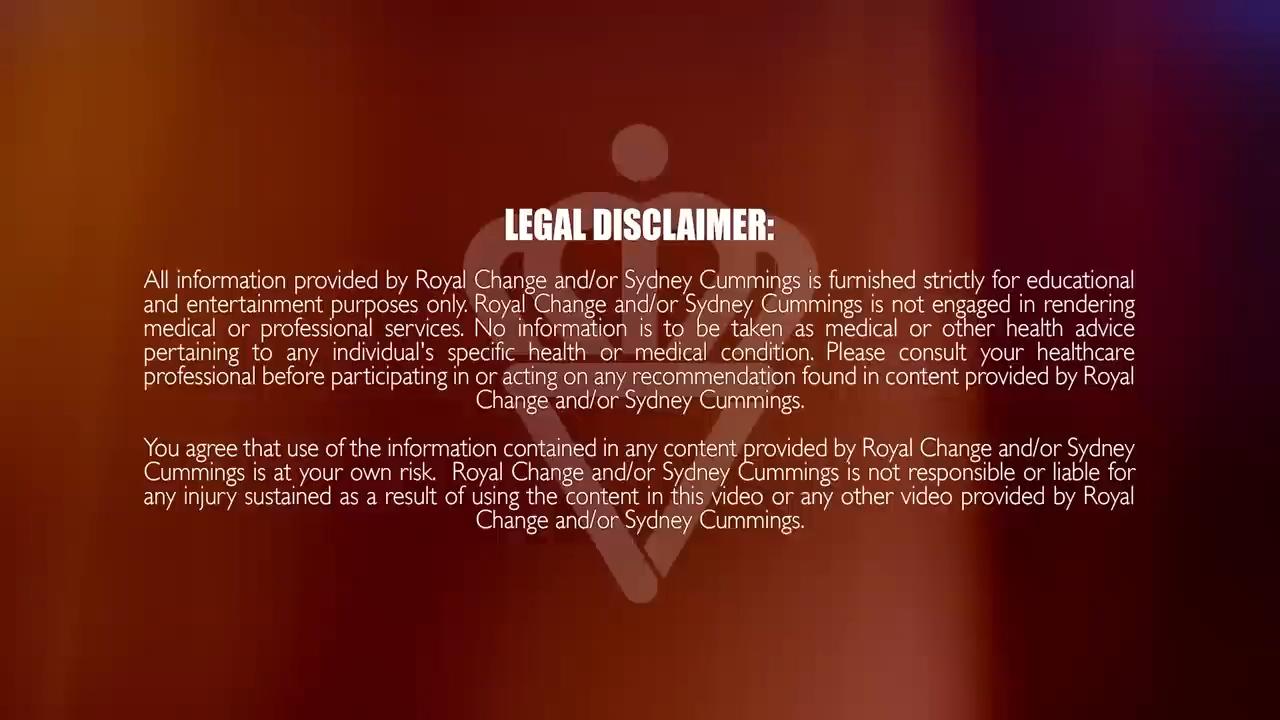 LEGAL DISCLAIMER:
All information provided by Royal Change and/or Sydney Cummings is furnished strictly for educational
and entertainment purposes only. Royal Change and/or Sydney Cummings is not engaged in rendering
medical or professional services. No information is to be taken as medical or other health advice
pertaining to any individual's specific health or medical condition. Please consult your healthcare
professional before participating in or acting on any recommendation found in content provided by Royal
Change and/or Sydney Cummings.
You agree that use of the information contained in any content provided by Royal Change and/or Sydney
Cummings is at your own risk.  Royal Change and/or Sydney Cummings is not responsible or liable for
any injury sustained as a result of using the content in this video or any other video provided by Royal
Change and/or Sydney Cummings.